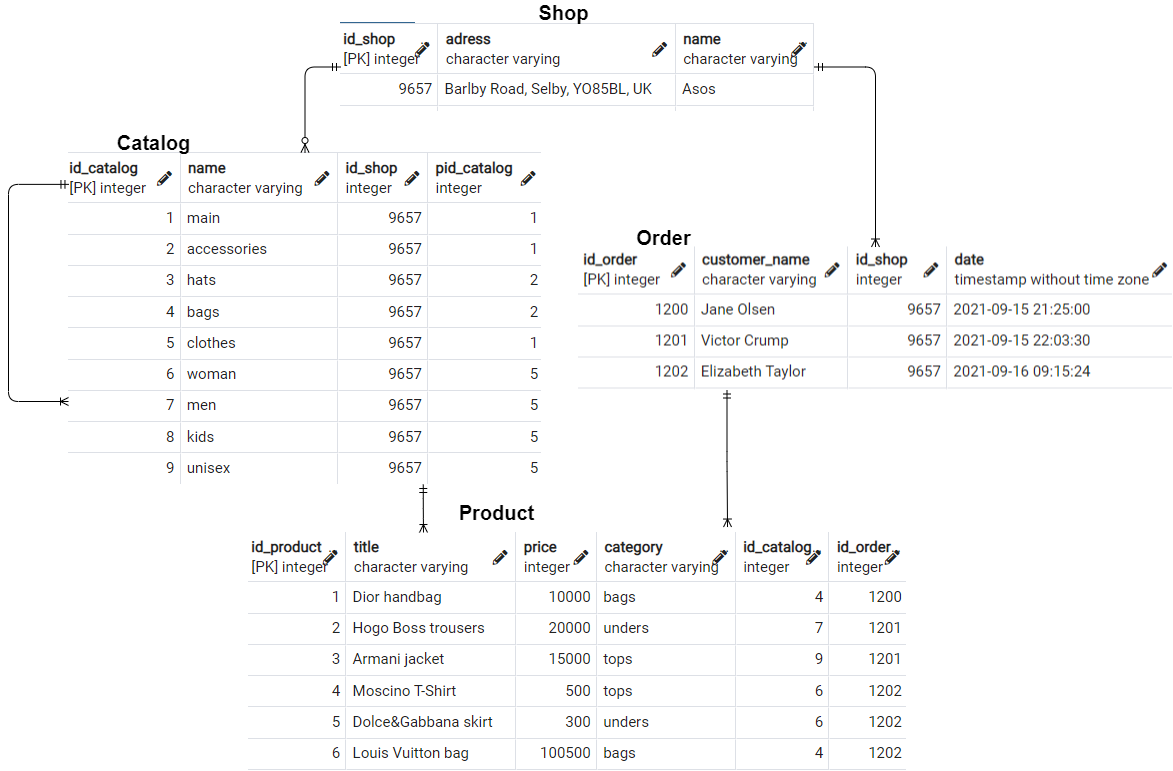 Shop
id_shop adress name
[PK] integer character varying character varying
9657 Barlby Road, Selby, YO85BL, UK Asos
Catalog
id_catalog name id_shop pid_catalog
[PK] integer character varying integer integer
1 main 9657 1
2 accessories 9657 1
3 hats 9657 2
4 bags 9657 2
5 clothes 9657 1
6 woman 9657 5
7 men 9657 5
8 kids 9657 5
9 unisex 9657 5
Order
id_order customer_name id_shop date
[PK] integer character varying integer timestamp without time zone
1200 Jane Olsen 9657 2021-09-15 21:25:00
1201 Victor Crump 9657 2021-09-15 22:03:30
1202 Elizabeth Taylor 9657 2021-09-16 09:15:24
Product
id_product title price category id_catalog id_order
[PK] integer character varying integer character varying integer integer
1 Dior handbag 10000 bags 4 1200
2 Hogo Boss trousers 20000 unders 7 1201
3 Armani jacket 15000 tops 9 1201
4 Moscino T-Shirt 500 tops 6 1202
5 Dolce&Gabbana skirt 300 unders 6 1202
6 Louis Vuitton bag 100500 bags 4 1202